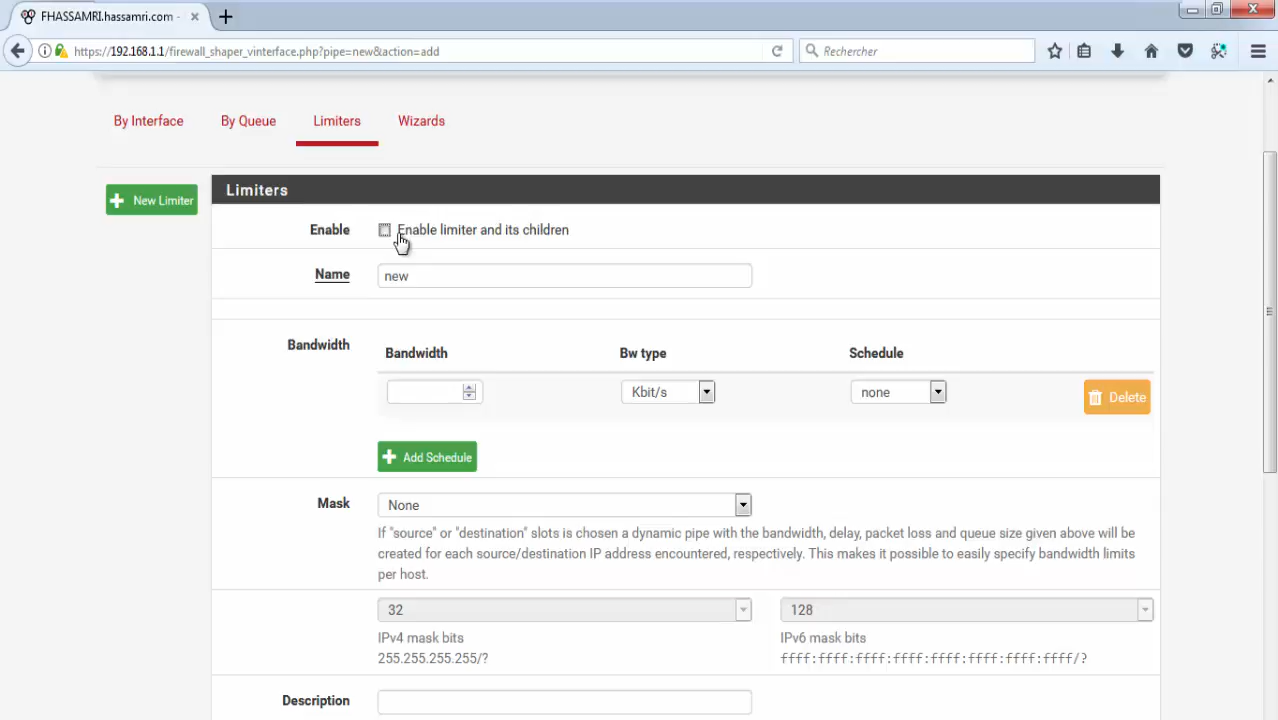 FHASSAMRI.hassamri.com -
https://192.168.1.1/firewall_shaper_vinterface.php?pipe=new&action=add
Rechercher
By Interface
By Queue
Limiters
Wizards
New Limiter
Limiters
Enable
Enable limiter and its children
Name
new
Bandwidth
Bandwidth
Bw type
Schedule
Kbit/s
none
Delete
Add Schedule
Mask
None
If "source" or "destination" slots is chosen a dynamic pipe with the bandwidth, delay, packet loss and queue size given above will be
created for each source/destination IP address encountered, respectively. This makes it possible to easily specify bandwidth limits
per host.
32
128
IPv4 mask bits
IPv6 mask bits
255.255.255.255/?
ffff:ffff:ffff:ffff:ffff:ffff:ffff:ffff/?
Description